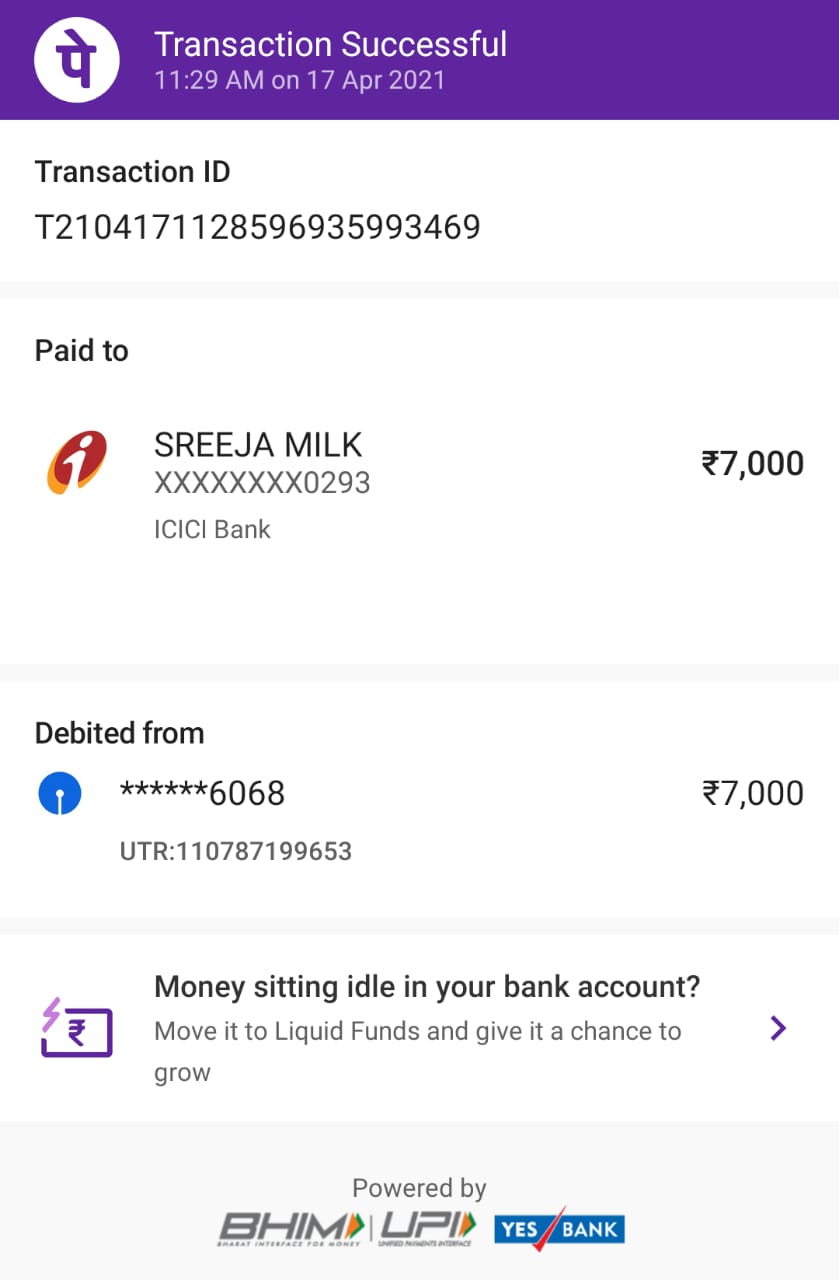 पे
Transaction Successful
11:29 AM on 17 Apr 2021
Transaction ID
T2104171128596935993469
Paid to
SREEJA MILK
₹7,000
XXXXXXXX0293
ICICI Bank
Debited from
******6068
₹7,000
UTR:110787199653
Money sitting idle in your bank account?
₹
Move it to Liquid Funds and give it a chance to
grow
Powered by
BHIM | UPI YES BANK
BHARAT INTERFACE FOR MONEY UNIFIED PAYMENTS INTERFACE